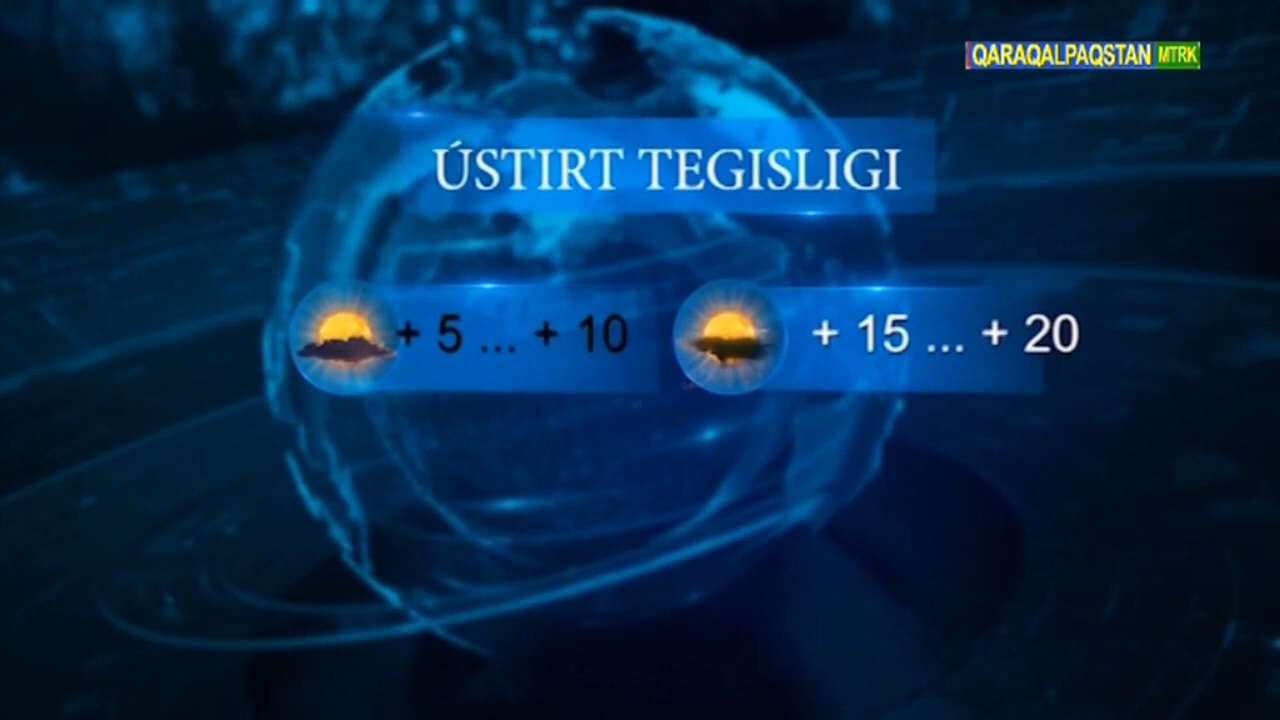 QARAQALPAQSTAN MTRK
ÚSTIRT TEGISLIGI
+ 5 ... + 10
+ 15 ... + 20